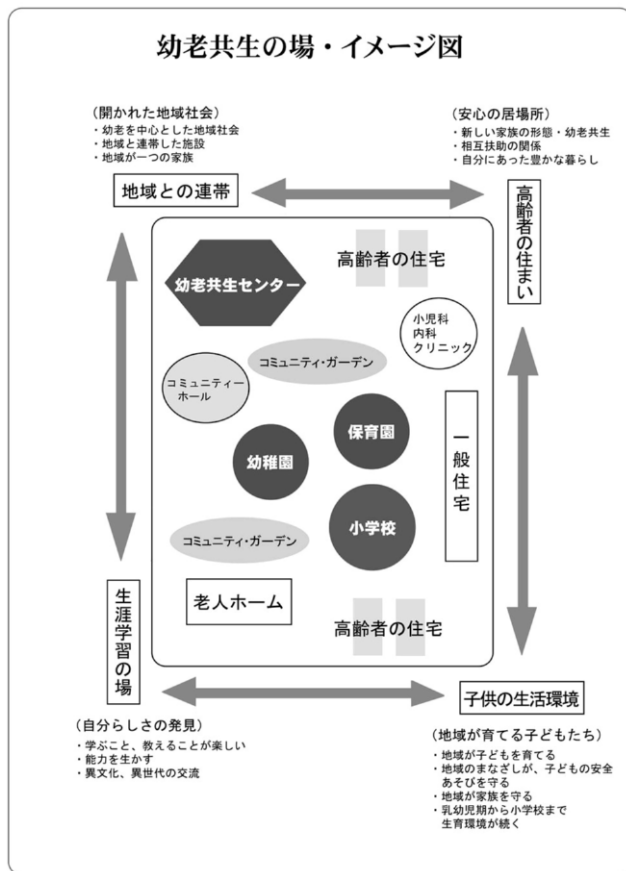 幼老共生の場・イメージ図
（開かれた地域社会）
・幼老を中心とした地域社会
・地域と連帯した施設
・地域が一つの家族
地域との連帯
（安心の居場所）
・新しい家族の形態・幼老共生
・相互扶助の関係
・自分にあった豊かな暮らし
高齢者の住まい
幼老共生センター
高齢者の住宅
小児科
内科
クリニック
コミュニティ・ガーデン
コミュニティー
ホール
保育園
幼稚園
一般住宅
小学校
コミュニティ・ガーデン
老人ホーム
高齢者の住宅
生涯学習の場
（自分らしさの発見）
・学ぶこと、教えることが楽しい
・能力を生かす
・異文化、異世代の交流
子供の生活環境
（地域が育てる子どもたち）
・地域が子どもを育てる
・地域のまなざしが、子どもの安全
あそびを守る
・地域が家族を守る
・乳幼児期から小学校まで
生育環境が続く